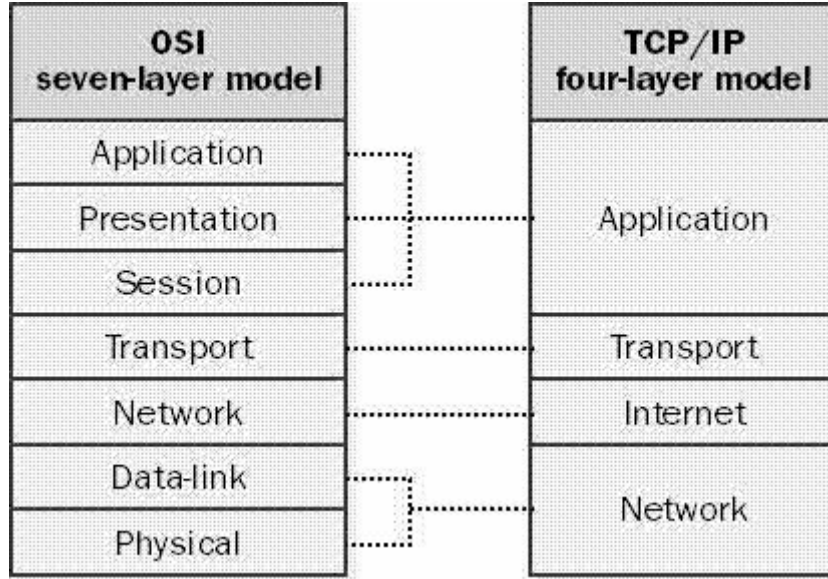 OSI
seven-layer model
Application
Presentation
Session
Transport
Network
Data-link
Physical
TCP/IP
four-layer model
Application
Transport
Internet
Network